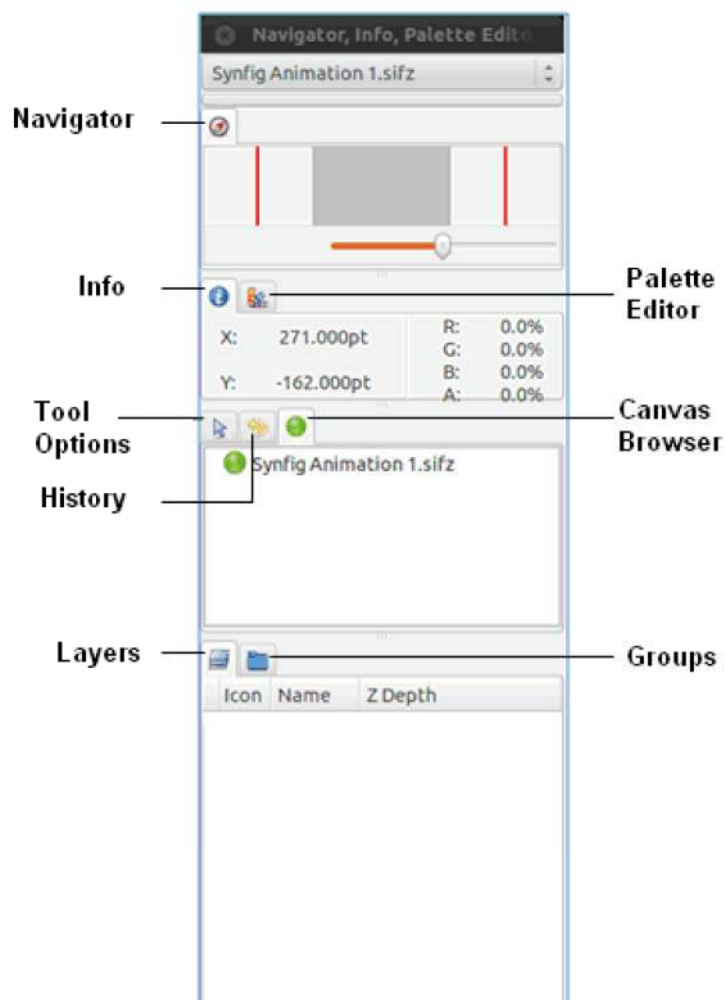 Navigator, Info, Palette Edito
Synfig Animation 1.sifz
Navigator
Info
Palette
Editor
X: 271.000pt
R: 0.0%
G: 0.0%
Y: -162.000pt
B: 0.0%
A: 0.0%
Tool
Options
Canvas
Browser
Synfig Animation 1.sifz
History
Layers
Groups
Icon Name Z Depth